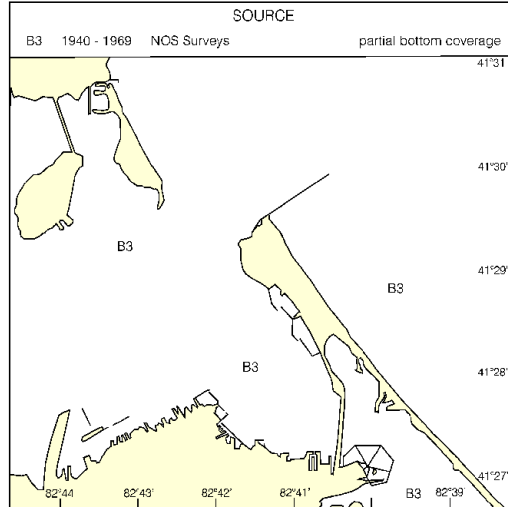 SOURCE
B3 1940 - 1969 NOS Surveys partial bottom coverage
41°31
41°30'
B3
41°29'
B3
B3
41°28'
41°27'
82°44 82°43' 82°42' 82°41' B3 82°39'